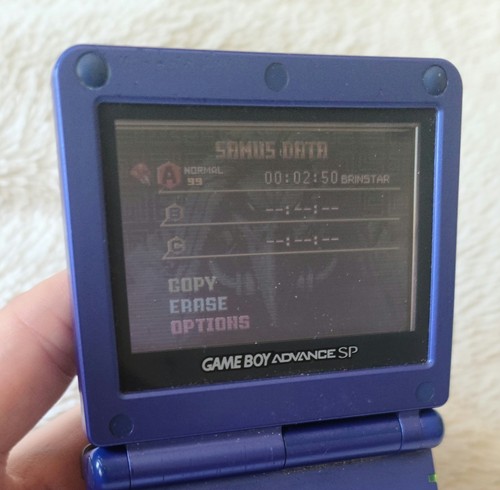 SAMUS DATA
A NORMAL 99 00:02:50 BRINSTAR
B --:--:--
C --:--:--
COPY
ERASE
OPTIONS
GAME BOY ADVANCE SP